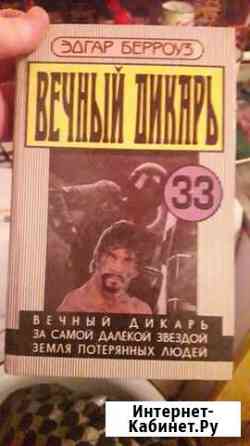 ЭДГАР БЕРРОУЗ
ВЕЧНЫЙ ДИКАРЬ
33
ВЕЧНЫЙ ДИКАРЬ
ЗА САМОЙ ДАЛЕКОЙ ЗВЕЗДОЙ
ЗЕМЛЯ ПОТЕРЯННЫХ ЛЮДЕЙ
Интернет-
Кабинет.Ру